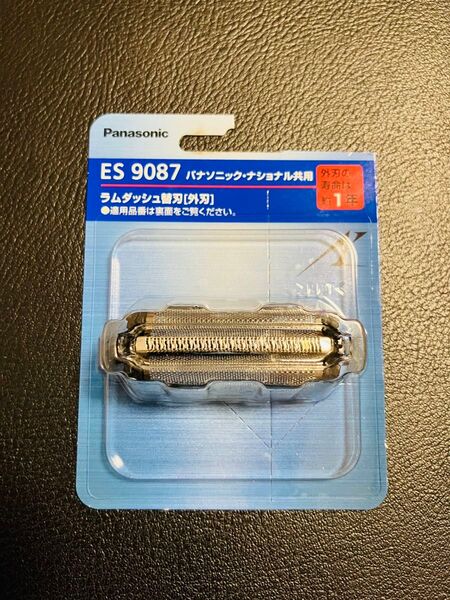 Panasonic
ES 9087 パナソニック・ナショナル共用
ラムダッシュ替刃[外刃]
●適用品番は裏面をご覧ください。
外刃の
寿命は
約1年